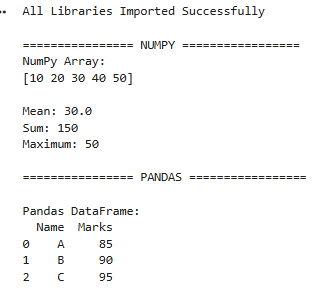 All Libraries Imported Successfully
================ NUMPY =================
NumPy Array:
[10 20 30 40 50]
Mean: 30.0
Sum: 150
Maximum: 50
================ PANDAS =================
Pandas DataFrame:
  Name  Marks
0    A     85
1    B     90
2    C     95